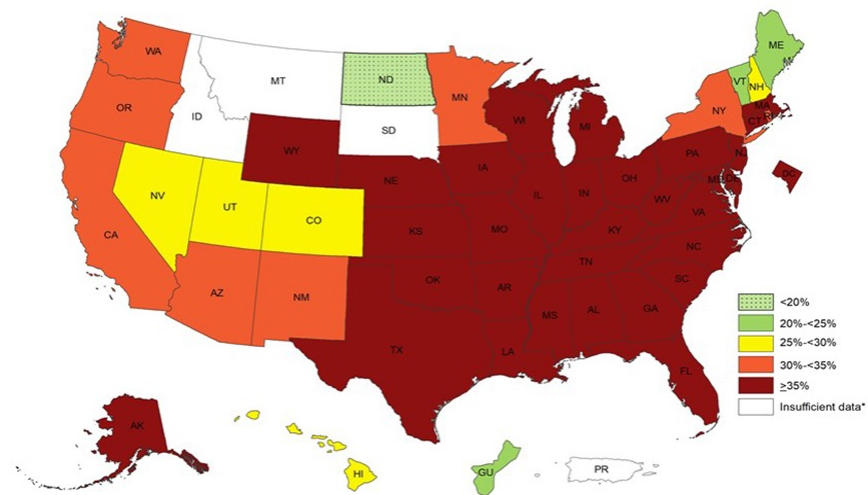 WA
MT
ND
MN
ME
VT
NH
OR
ID
SD
WI
MI
NY
MA
CT
RI
WY
NV
UT
CO
NE
IA
IL
IN
OH
PA
NJ
DE
DC
WV
VA
CA
KS
MO
KY
NC
AZ
NM
OK
AR
TN
SC
MS
AL
GA
TX
LA
FL
AK
HI
GU
PR
<20%
20%-<25%
25%-<30%
30%-<35%
≥35%
Insufficient data*